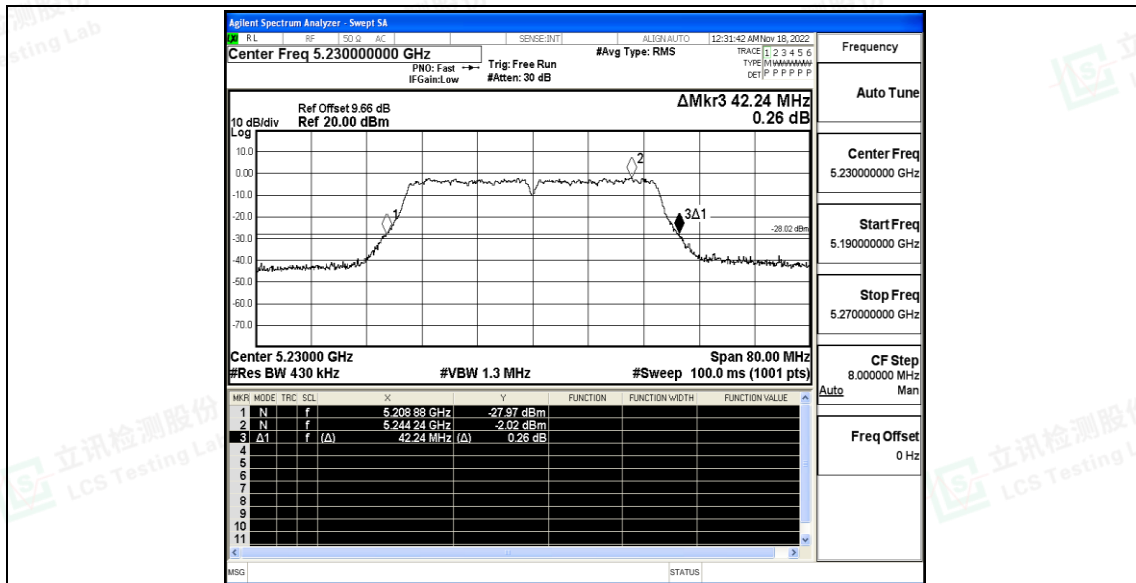 Agilent Spectrum Analyzer - Swept SA
RL RF 50 Ω AC SENSE:INT ALIGN AUTO 12:31:42 AM Nov 18, 2022
Center Freq 5.230000000 GHz #Avg Type: RMS TRACE 1 2 3 4 5 6
PNO: Fast Trig: Free Run TYPE M WWWWW
IFGain:Low #Atten: 30 dB DET P P P P P P
Frequency
Auto Tune
ΔMkr3 42.24 MHz
0.26 dB
Ref Offset 9.66 dB
10 dB/div Ref 20.00 dBm
Log
10.0
0.00
-10.0
-20.0
-30.0
-40.0
-50.0
-60.0
-70.0
1
2
3Δ1
-28.02 dBm
Center 5.23000 GHz Span 80.00 MHz
#Res BW 430 kHz #VBW 1.3 MHz #Sweep 100.0 ms (1001 pts)
MKR MODE TRC SCL X Y FUNCTION FUNCTION WIDTH FUNCTION VALUE
1 N f 5.208 88 GHz -27.97 dBm
2 N f 5.244 24 GHz -2.02 dBm
3 Δ1 f (Δ) 42.24 MHz (Δ) 0.26 dB
4
5
6
7
8
9
10
11
MSG STATUS
Center Freq
5.230000000 GHz
Start Freq
5.190000000 GHz
Stop Freq
5.270000000 GHz
CF Step
8.000000 MHz
Auto Man
Freq Offset
0 Hz
立讯检测股份
LCS Testing Lab
立讯检测股份
LCS Testing L
esting Lab